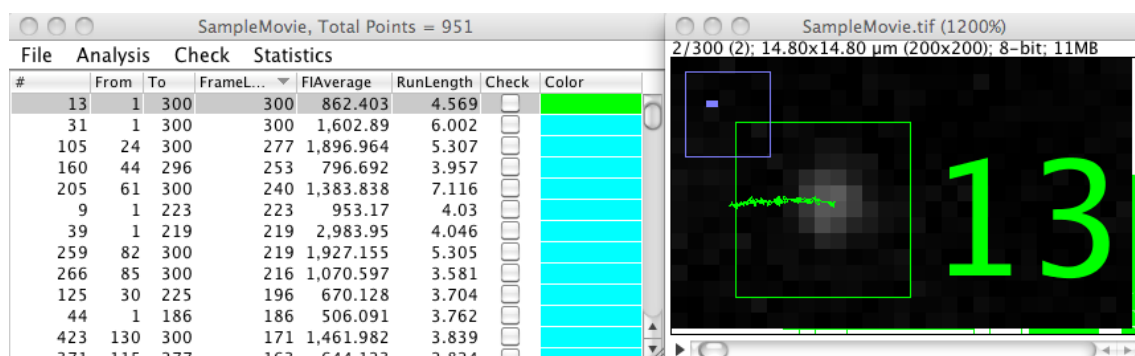 SampleMovie, Total Points = 951
File Analysis Check Statistics
# From To FrameL... FlAverage RunLength Check Color
13 1 300 300 862.403 4.569
31 1 300 300 1,602.89 6.002
105 24 300 277 1,896.964 5.307
160 44 296 253 796.692 3.957
205 61 300 240 1,383.838 7.116
9 1 223 223 953.17 4.03
39 1 219 219 2,983.95 4.046
259 82 300 219 1,927.155 5.305
266 85 300 216 1,070.597 3.581
125 30 225 196 670.128 3.704
44 1 186 186 506.091 3.762
423 130 300 171 1,461.982 3.839
SampleMovie.tif (1200%)
2/300 (2); 14.80x14.80 µm (200x200); 8-bit; 11MB
13